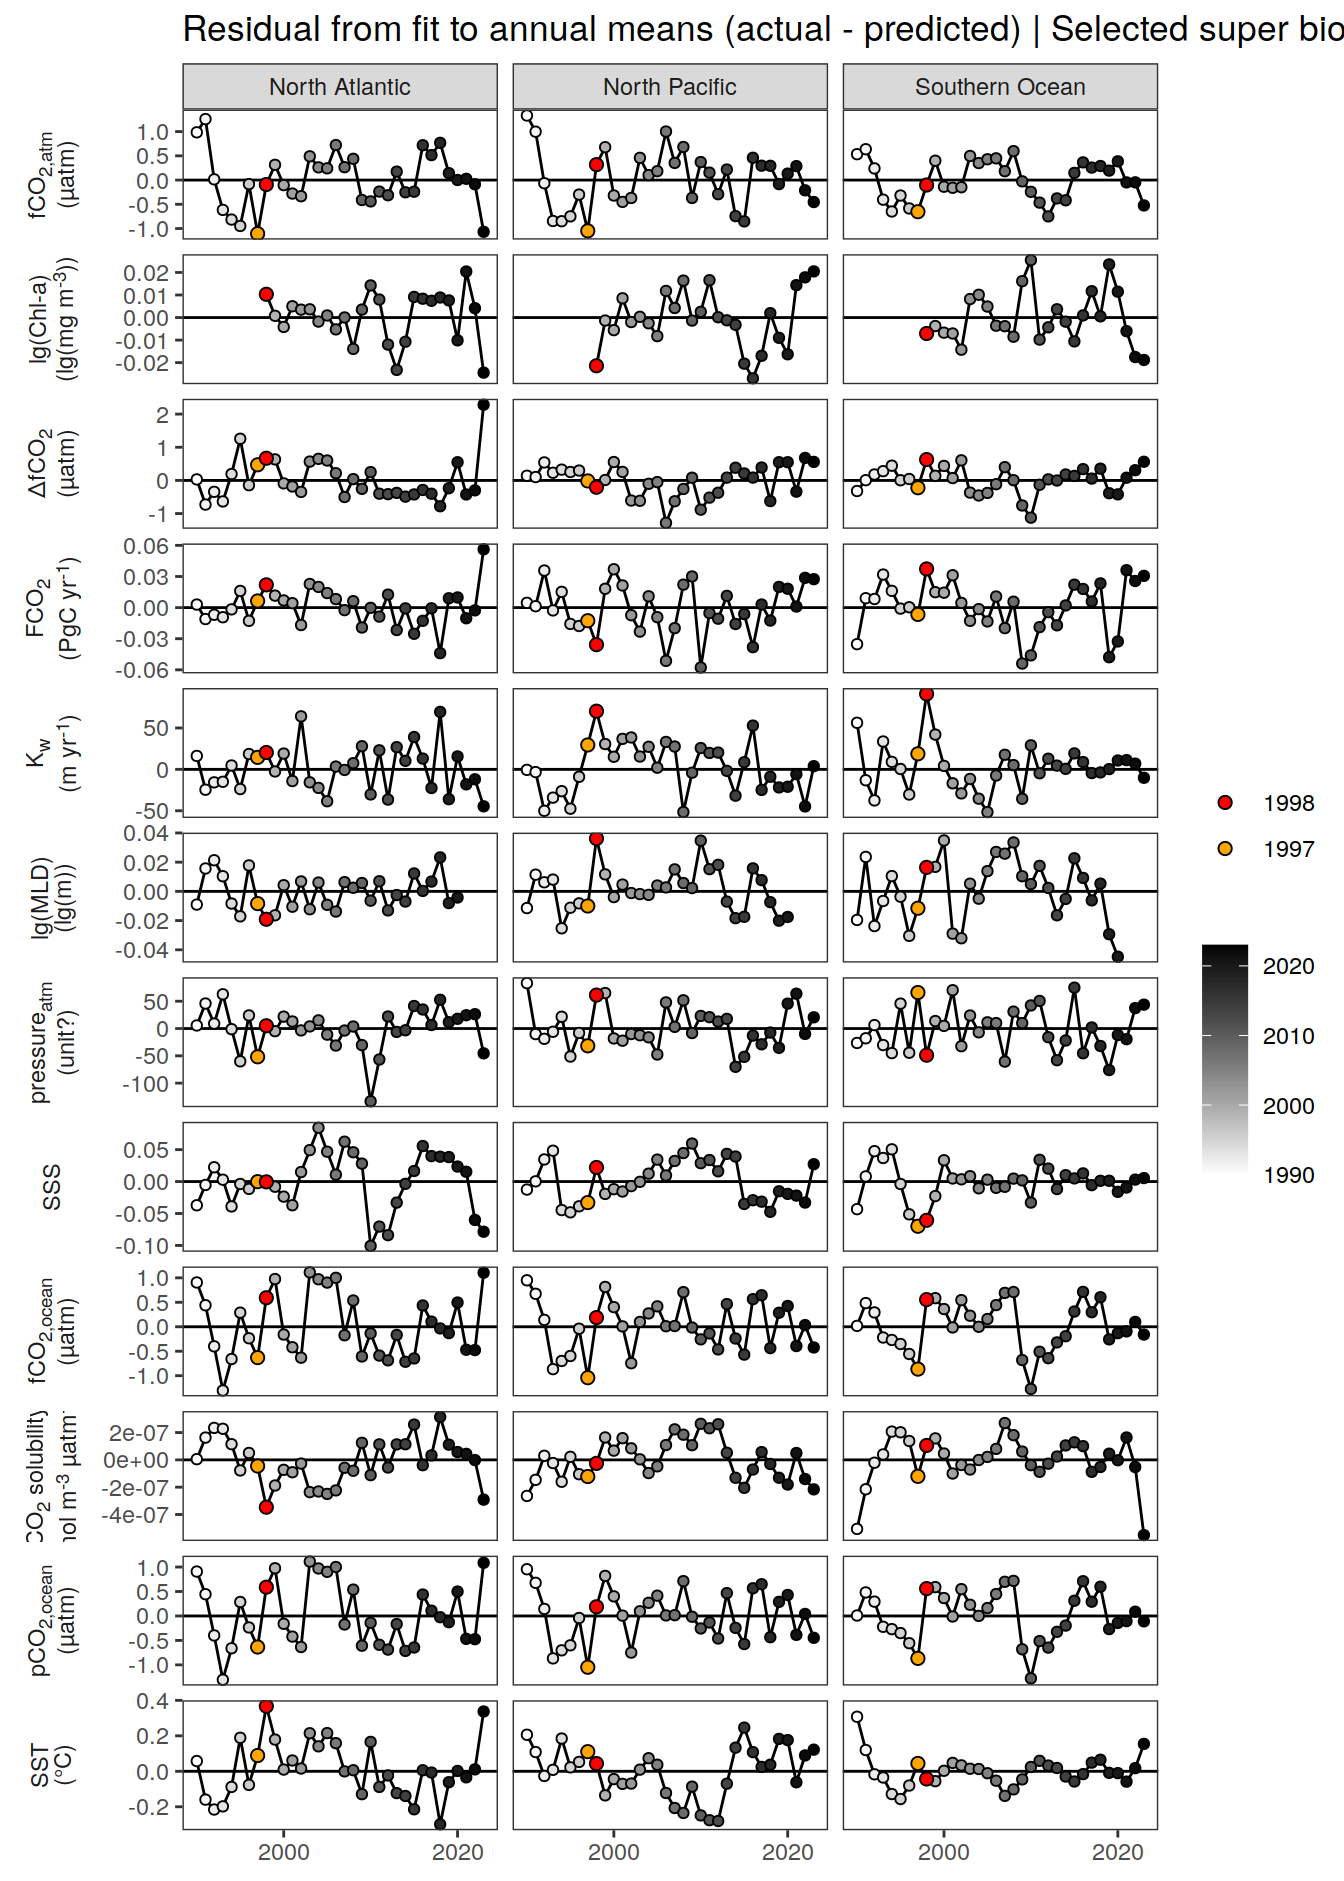 Residual from fit to annual means (actual - predicted) | Selected super bio
North Atlantic
North Pacific
Southern Ocean
fCO2,atm
(µatm)
1.0
0.5
0.0
-0.5
-1.0
lg(Chl-a)
(lg(mg m-3))
0.02
0.01
0.00
-0.01
-0.02
ΔfCO2
(µatm)
2
1
0
-1
FCO2
(PgC yr-1)
0.06
0.03
0.00
-0.03
-0.06
Kw
(m yr-1)
50
0
-50
lg(MLD)
(lg(m))
0.04
0.02
0.00
-0.02
-0.04
pressureatm
(unit?)
50
0
-50
-100
SSS
0.05
0.00
-0.05
-0.10
fCO2,ocean
(µatm)
1.0
0.5
0.0
-0.5
-1.0
CO2 solubility
mol m-3 µatm-
2e-07
0e+00
-2e-07
-4e-07
pCO2,ocean
(µatm)
1.0
0.5
0.0
-0.5
-1.0
SST
(°C)
0.4
0.2
0.0
-0.2
2000
2020
2000
2020
2000
2020
1998
1997
2020
2010
2000
1990